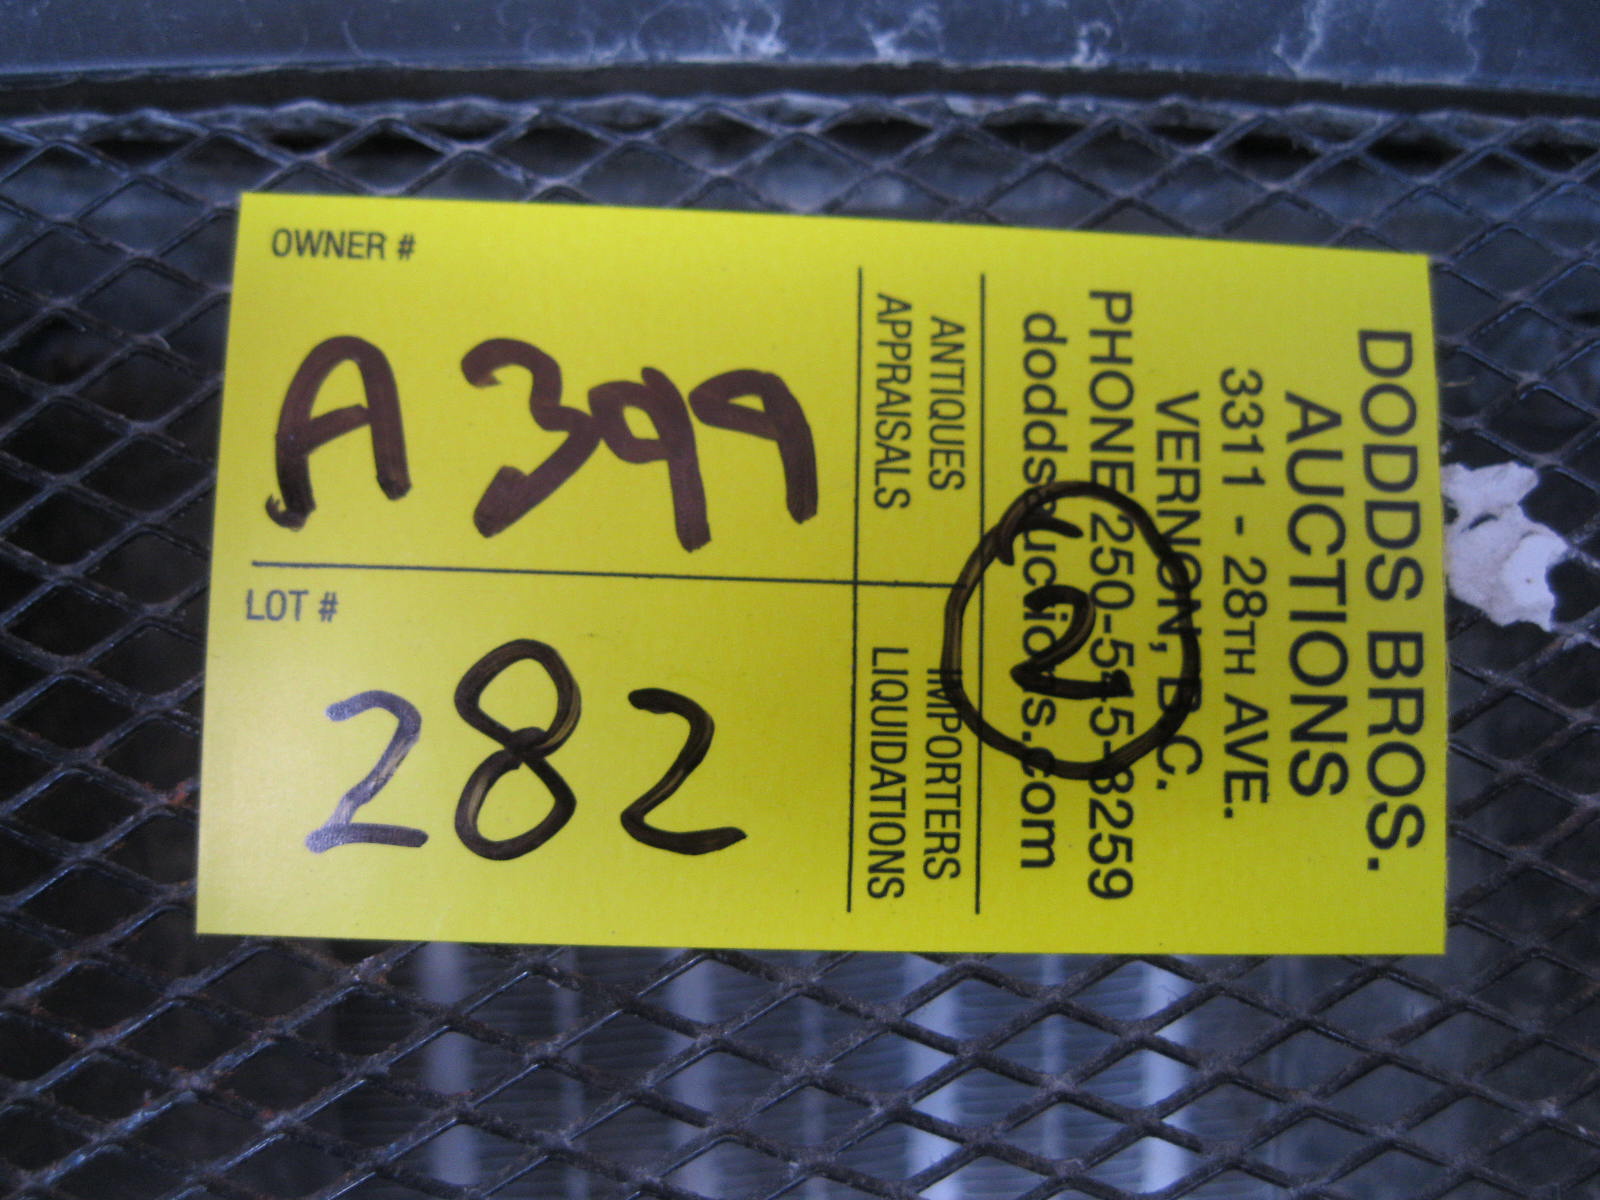 DODDS BROS.
AUCTIONS
3311 - 28TH AVE.
VERNON, B.C.
PHONE 250-545-3259
doddsauctions.com
ANTIQUES IMPORTERS
APPRAISALS LIQUIDATIONS
2
OWNER #
A 399
LOT #
282